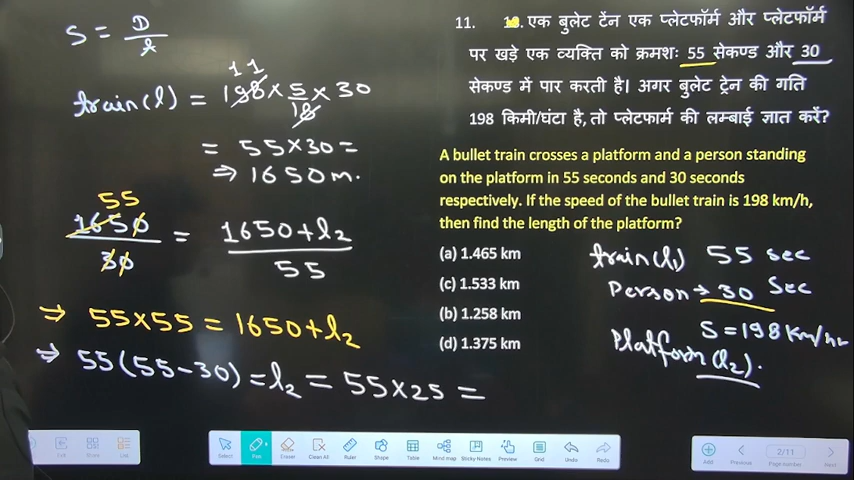 S = D/t
train(l) = 198 × 5/18 × 30
11
= 55×30 =
⇒ 1650 m.
55
1650/30 = 1650+l₂/55
⇒ 55×55 = 1650+l₂
⇒ 55(55-30) = l₂ = 55×25 =
11. 10. एक बुलेट टेंन एक प्लेटफॉर्म और प्लेटफॉर्म
पर खड़े एक व्यक्ति को क्रमशः 55 सेकण्ड और 30
सेकण्ड में पार करती है। अगर बुलेट ट्रेन की गति
198 किमी/घंटा है, तो प्लेटफार्म की लम्बाई ज्ञात करें?
A bullet train crosses a platform and a person standing
on the platform in 55 seconds and 30 seconds
respectively. If the speed of the bullet train is 198 km/h,
then find the length of the platform?
(a) 1.465 km
(c) 1.533 km
(b) 1.258 km
(d) 1.375 km
train(l₁) 55 sec
Person → 30 Sec
S = 198 Km/hr
Platform(l₂).
Exit
Select
Pen
Eraser
Clean All
Ruler
Shape
Table
Mind map
Sticky Notes
Preview
Grid
Undo
Redo
Add
Previous
2/11
Page number
Next